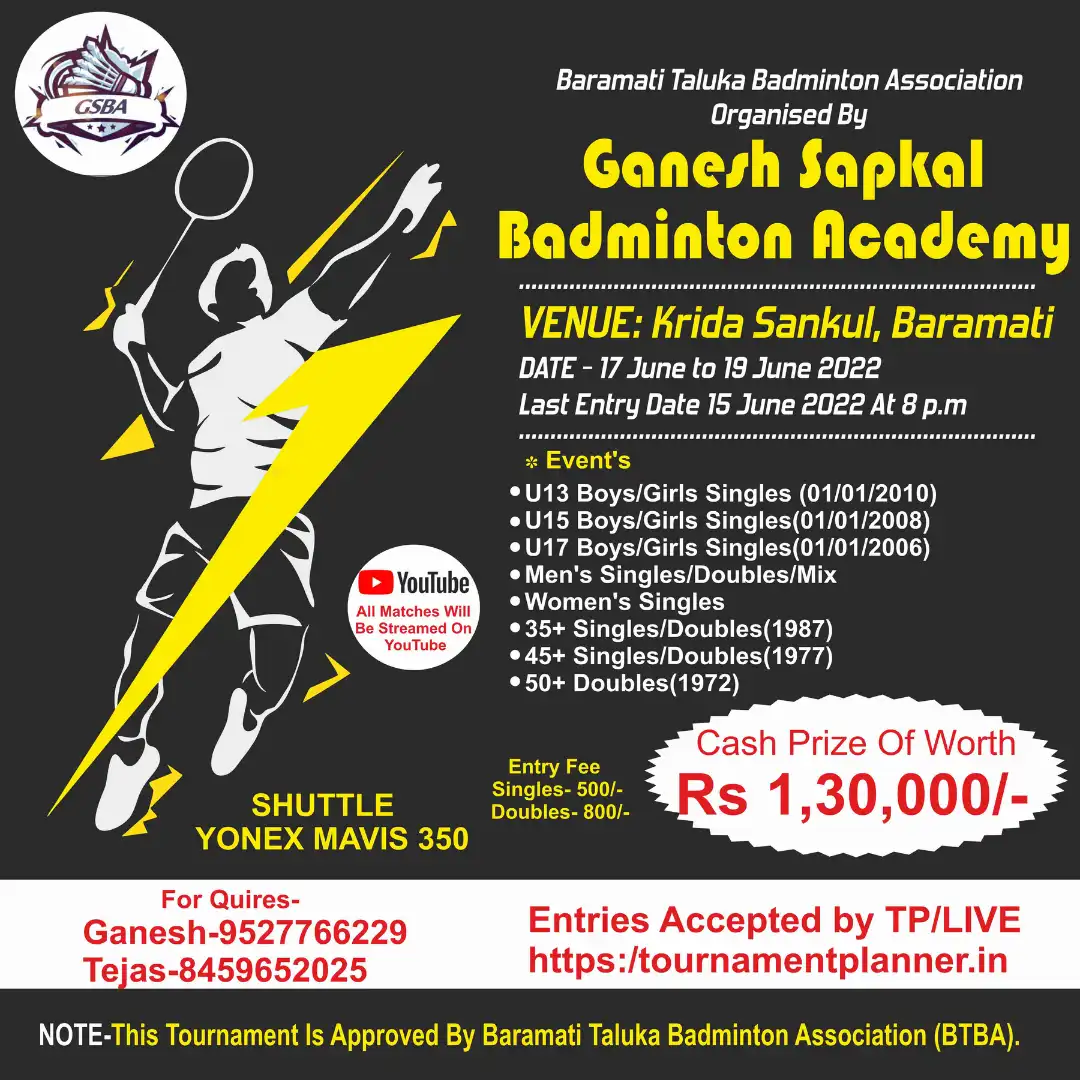 GSBA
Baramati Taluka Badminton Association
Organised By
Ganesh Sapkal
Badminton Academy
VENUE: Krida Sankul, Baramati
DATE - 17 June to 19 June 2022
Last Entry Date 15 June 2022 At 8 p.m
* Event's
• U13 Boys/Girls Singles (01/01/2010)
• U15 Boys/Girls Singles(01/01/2008)
• U17 Boys/Girls Singles(01/01/2006)
• Men's Singles/Doubles/Mix
• Women's Singles
• 35+ Singles/Doubles(1987)
• 45+ Singles/Doubles(1977)
• 50+ Doubles(1972)
YouTube
All Matches Will
Be Streamed On
YouTube
Cash Prize Of Worth
Rs 1,30,000/-
Entry Fee
Singles- 500/-
Doubles- 800/-
SHUTTLE
YONEX MAVIS 350
For Quires-
Ganesh-9527766229
Tejas-8459652025
Entries Accepted by TP/LIVE
https:/tournamentplanner.in
NOTE-This Tournament Is Approved By Baramati Taluka Badminton Association (BTBA).